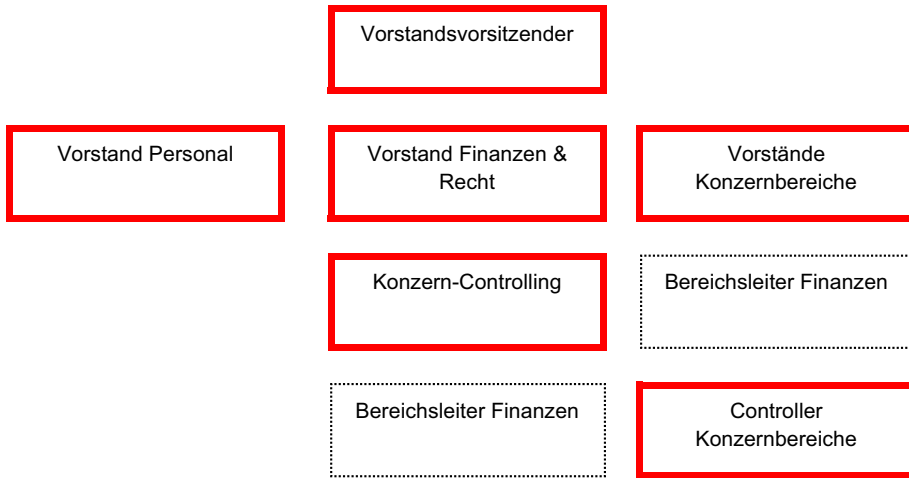 Vorstandsvorsitzender
Vorstand Personal
Vorstand Finanzen &
Recht
Vorstände
Konzernbereiche
Konzern-Controlling
Bereichsleiter Finanzen
Bereichsleiter Finanzen
Controller
Konzernbereiche